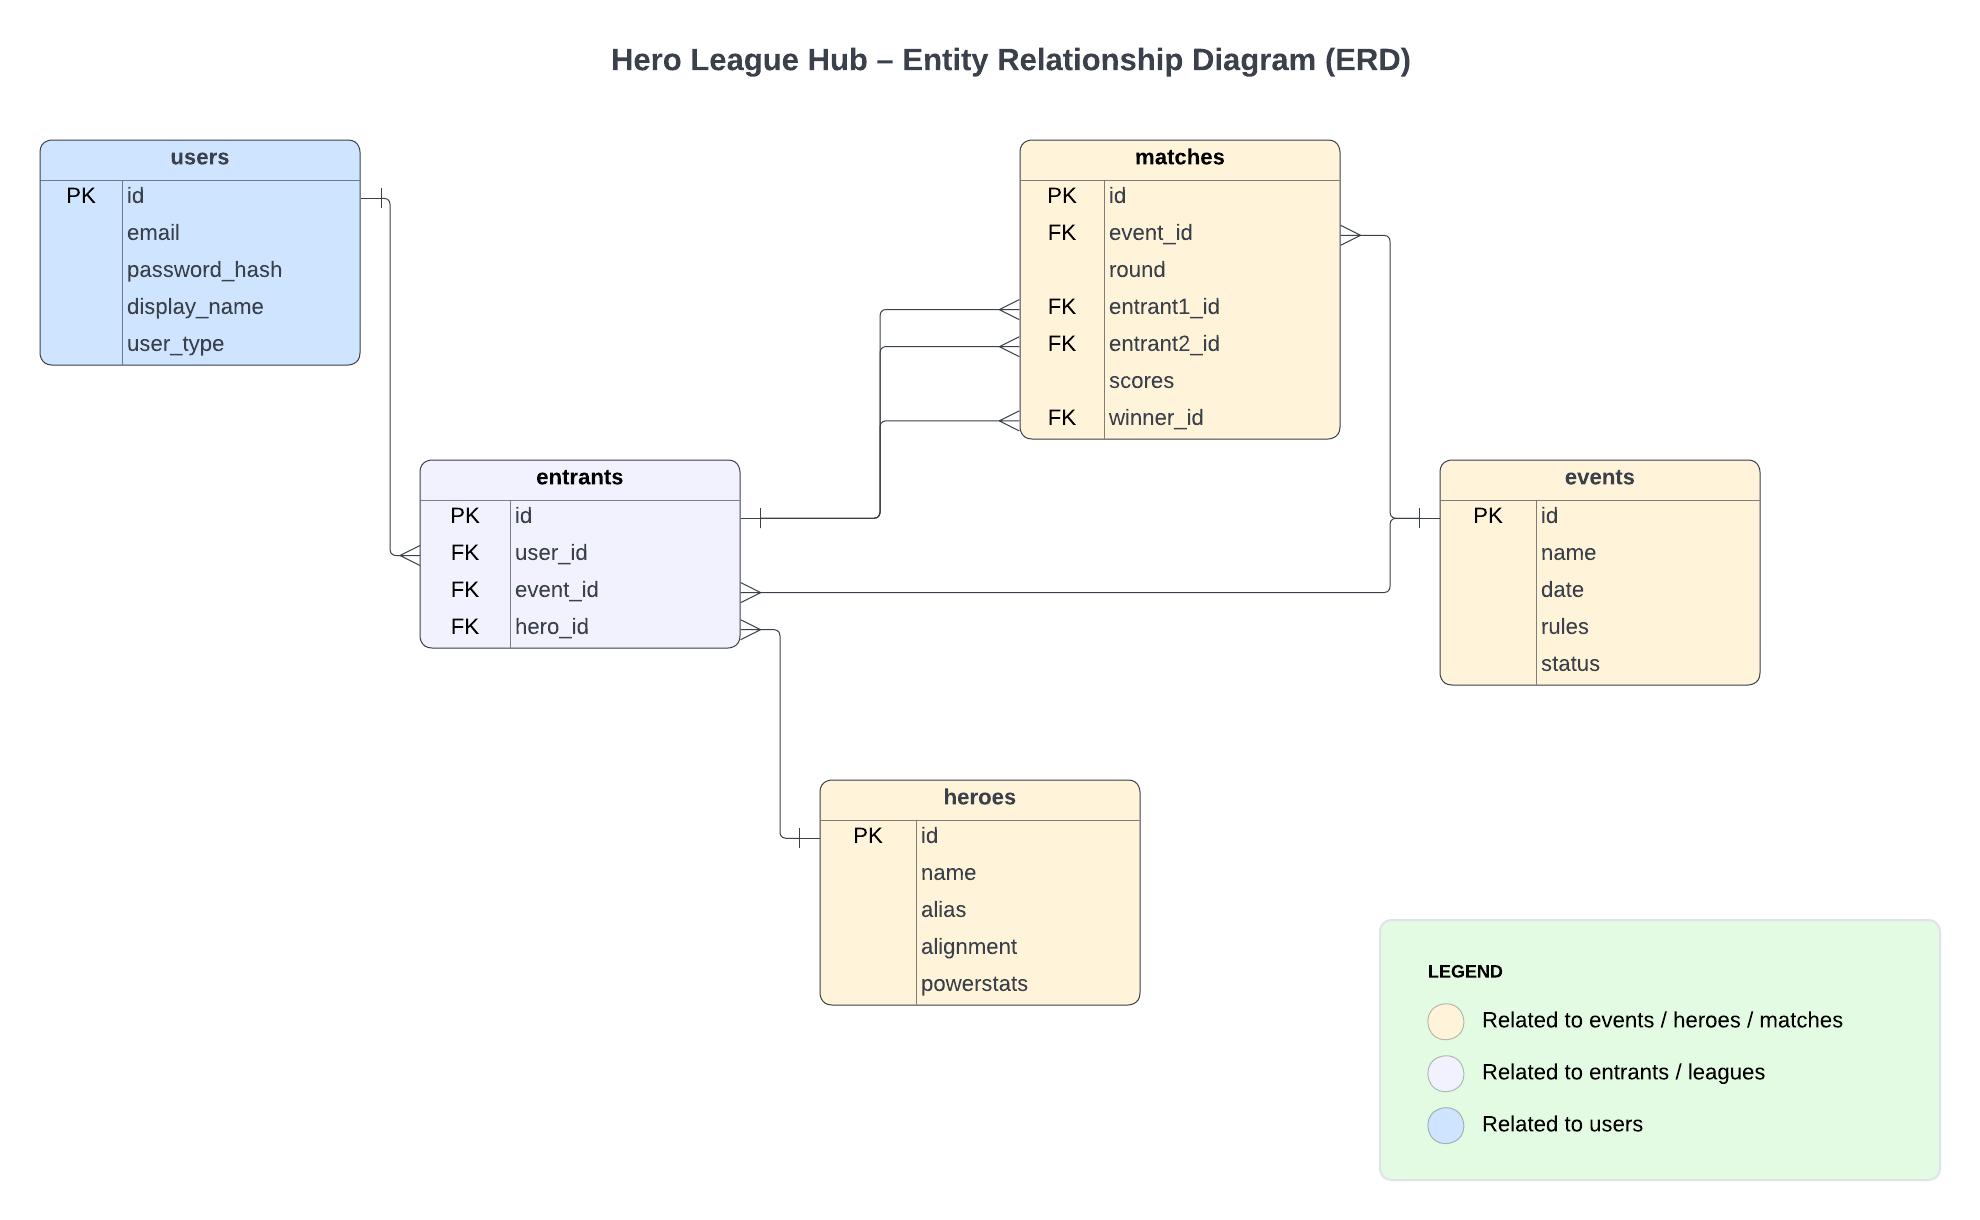 Hero League Hub – Entity Relationship Diagram (ERD)
users
PK id
email
password_hash
display_name
user_type
matches
PK id
FK event_id
round
FK entrant1_id
FK entrant2_id
scores
FK winner_id
entrants
PK id
FK user_id
FK event_id
FK hero_id
events
PK id
name
date
rules
status
heroes
PK id
name
alias
alignment
powerstats
LEGEND
Related to events / heroes / matches
Related to entrants / leagues
Related to users